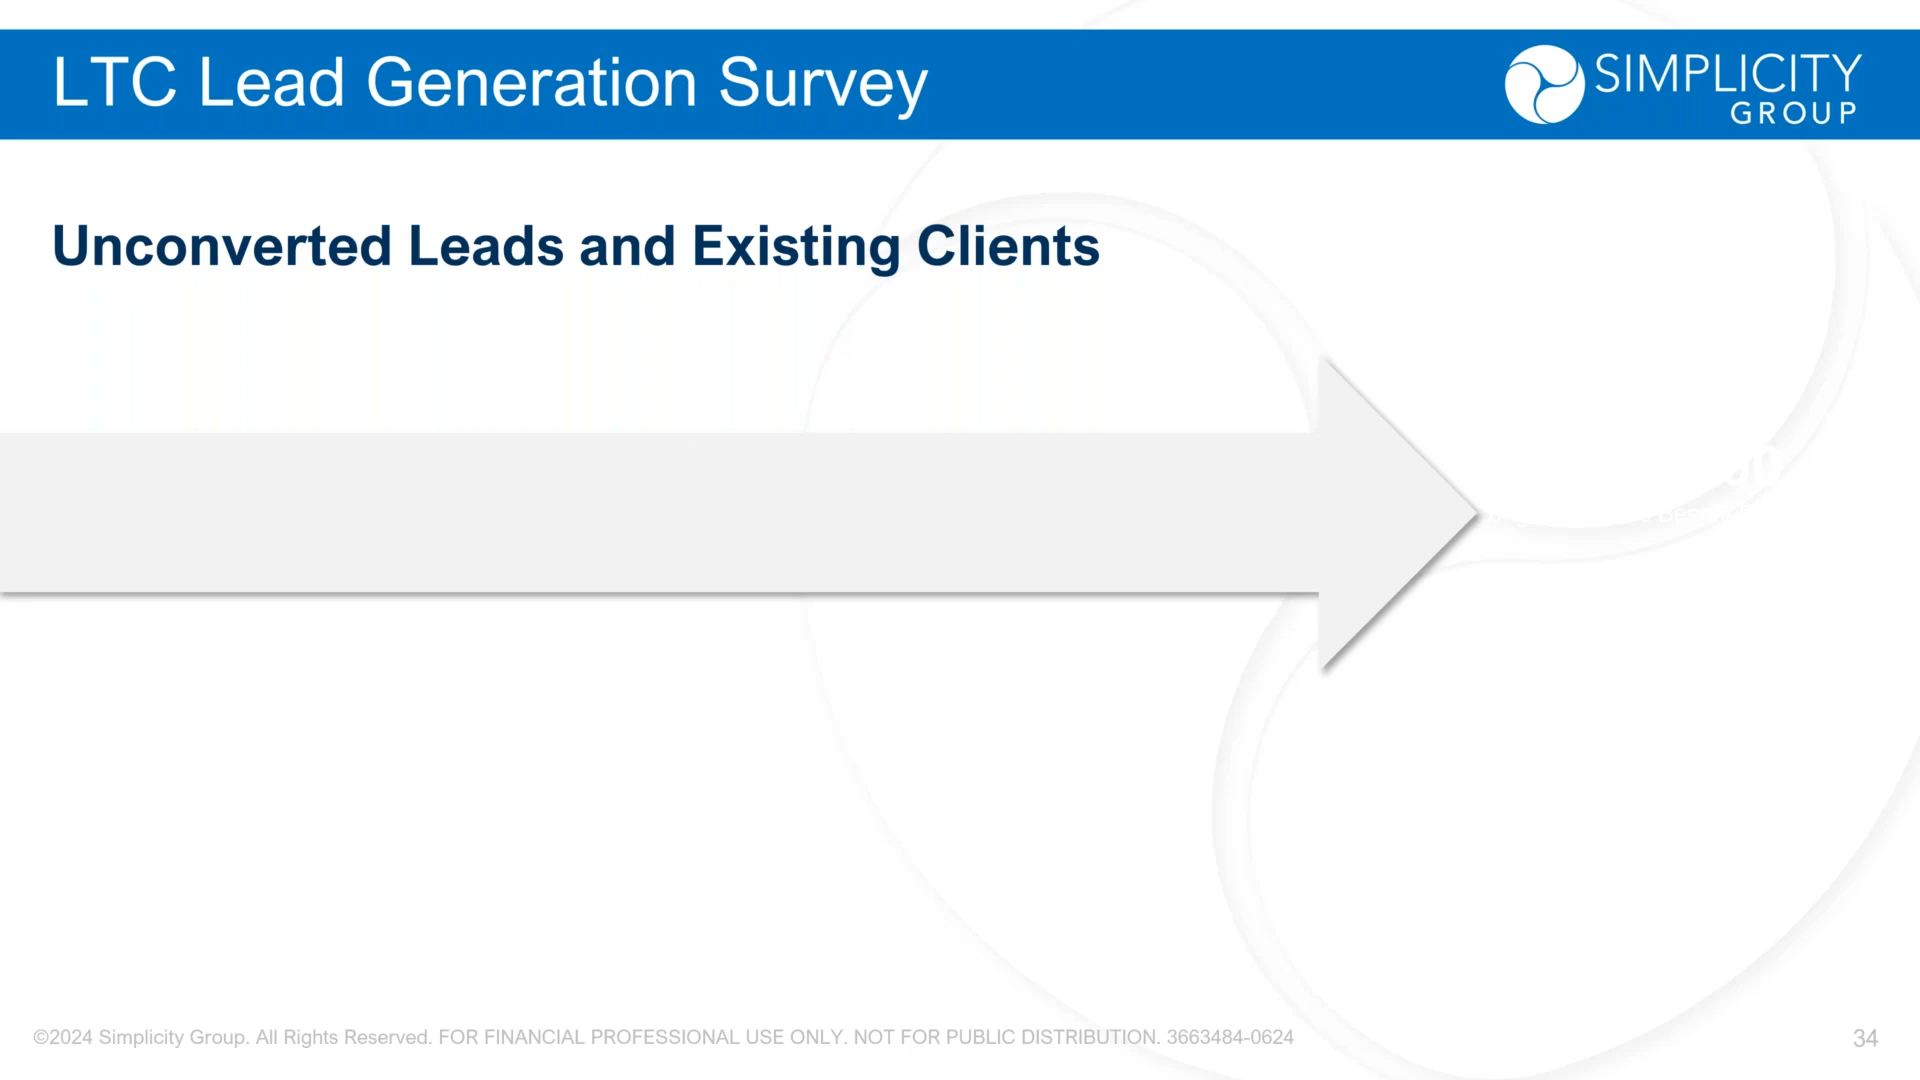 LTC Lead Generation Survey
SIMPLICITY
GROUP
Unconverted Leads and Existing Clients
©2024 Simplicity Group. All Rights Reserved. FOR FINANCIAL PROFESSIONAL USE ONLY. NOT FOR PUBLIC DISTRIBUTION. 3663484-0624
34